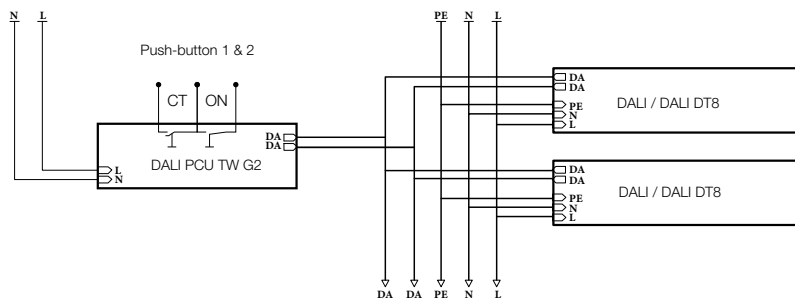 N L PE N L
Push-button 1 & 2
CT ON
DALI PCU TW G2
L
N
DA
DA
DA
DA
PE
N
L
DALI / DALI DT8
DA
DA
PE
N
L
DALI / DALI DT8
DA DA PE N L